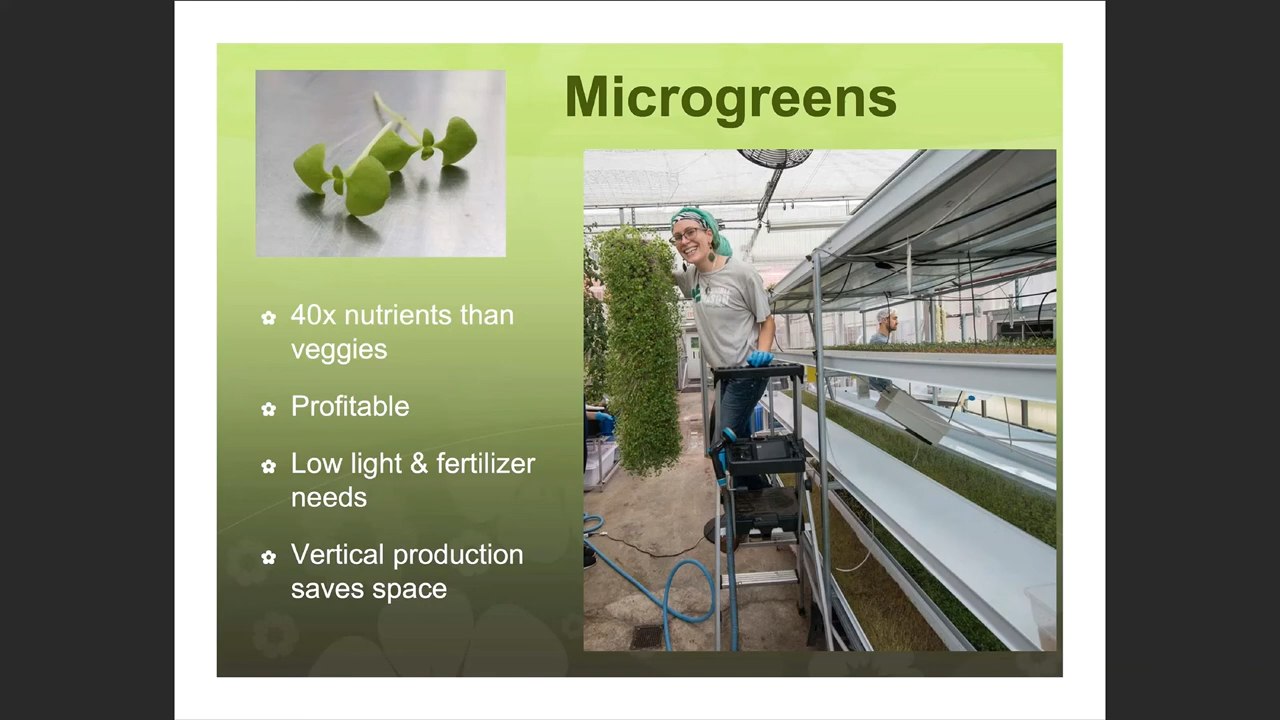 Microgreens
40x nutrients than
veggies
Profitable
Low light & fertilizer
needs
Vertical production
saves space